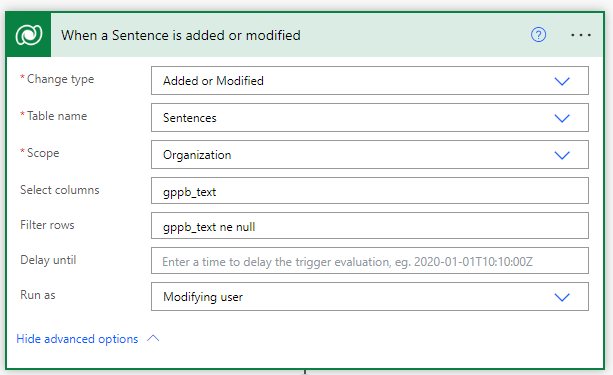 When a Sentence is added or modified
* Change type
Added or Modified
* Table name
Sentences
* Scope
Organization
Select columns
gppb_text
Filter rows
gppb_text ne null
Delay until
Enter a time to delay the trigger evaluation, eg. 2020-01-01T10:10:00Z
Run as
Modifying user
Hide advanced options